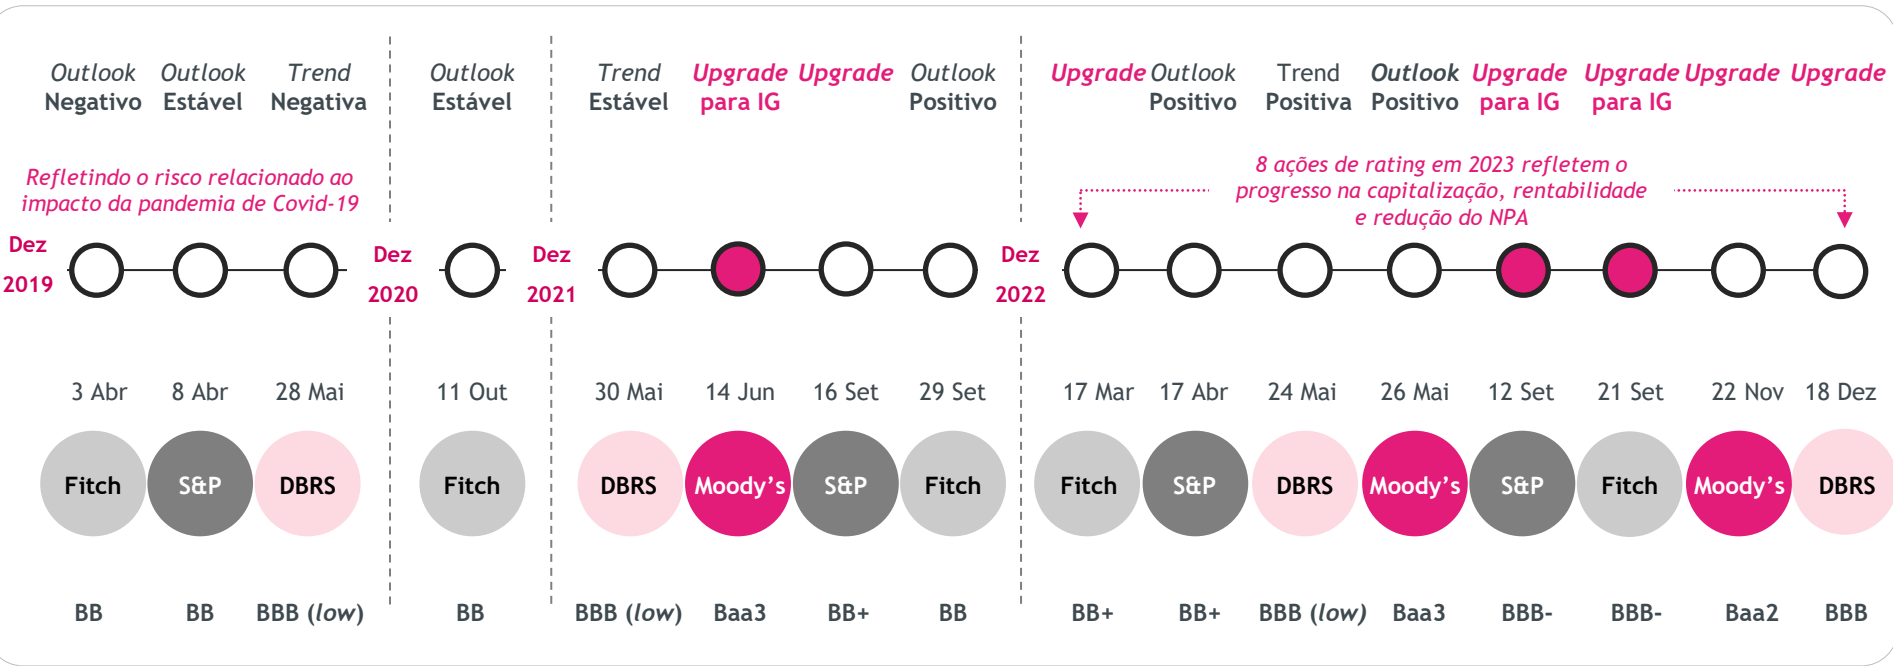 Outlook Negativo
Outlook Estável
Trend Negativa
Outlook Estável
Trend Estável
Upgrade para IG
Upgrade
Outlook Positivo
Upgrade
Outlook Positivo
Trend Positiva
Outlook Positivo
Upgrade para IG
Upgrade para IG
Upgrade
Upgrade
Refletindo o risco relacionado ao
impacto da pandemia de Covid-19
8 ações de rating em 2023 refletem o
progresso na capitalização, rentabilidade
e redução do NPA
Dez 2019
Dez 2020
Dez 2021
Dez 2022
3 Abr 8 Abr 28 Mai 11 Out 30 Mai 14 Jun 16 Set 29 Set 17 Mar 17 Abr 24 Mai 26 Mai 12 Set 21 Set 22 Nov 18 Dez
Fitch S&P DBRS Fitch DBRS Moody’s S&P Fitch Fitch S&P DBRS Moody’s S&P Fitch Moody’s DBRS
BB BB BBB (low) BB BBB (low) Baa3 BB+ BB BB+ BB+ BBB (low) Baa3 BBB- BBB- Baa2 BBB